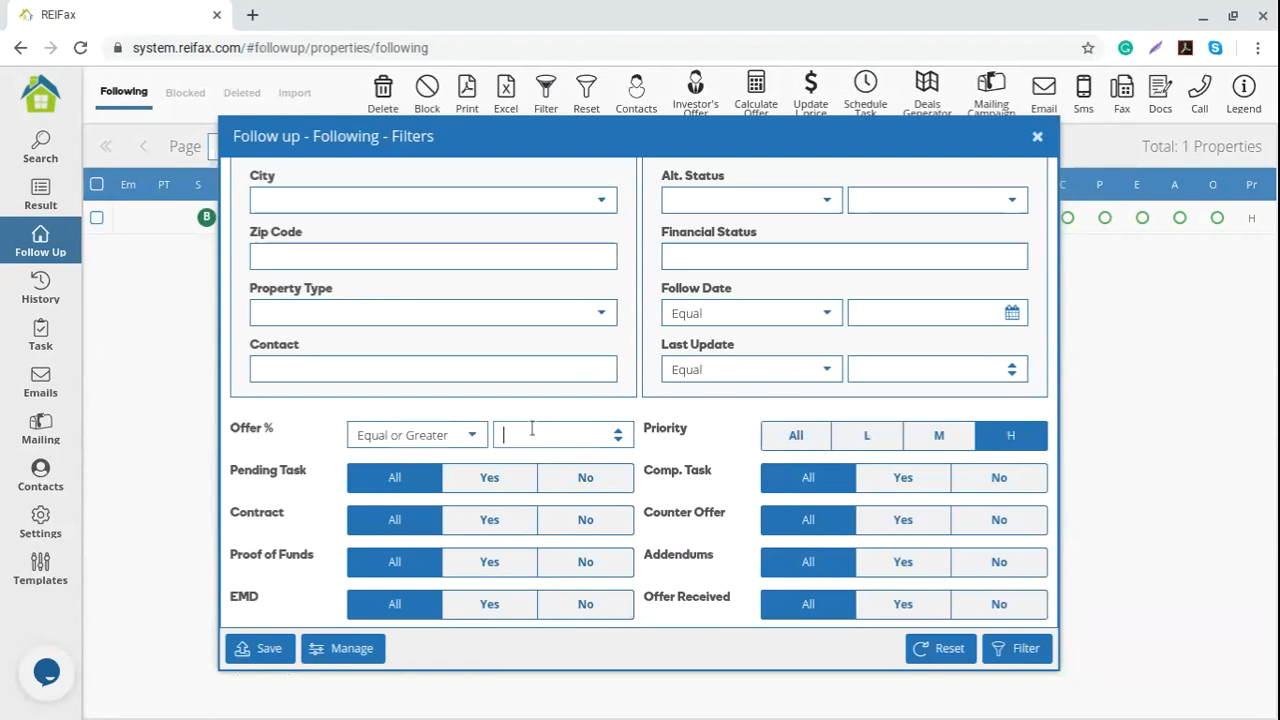 REIFax
system.reifax.com/#followup/properties/following
Following Blocked Deleted Import
Delete Block Print Excel Filter Reset Contacts Investor's Offer Calculate Offer Update Price Schedule Task Deals Generator Mailing Campaign Email Sms Fax Docs Call Legend
Search
Result
Follow Up
History
Task
Emails
Mailing
Contacts
Settings
Templates
Page
Total: 1 Properties
Em PT S C P E A O Pr
B H
Follow up - Following - Filters
City
Alt. Status
Zip Code
Financial Status
Property Type
Follow Date
Equal
Contact
Last Update
Equal
Offer % Equal or Greater Priority All L M H
Pending Task All Yes No Comp. Task All Yes No
Contract All Yes No Counter Offer All Yes No
Proof of Funds All Yes No Addendums All Yes No
EMD All Yes No Offer Received All Yes No
Save Manage Reset Filter